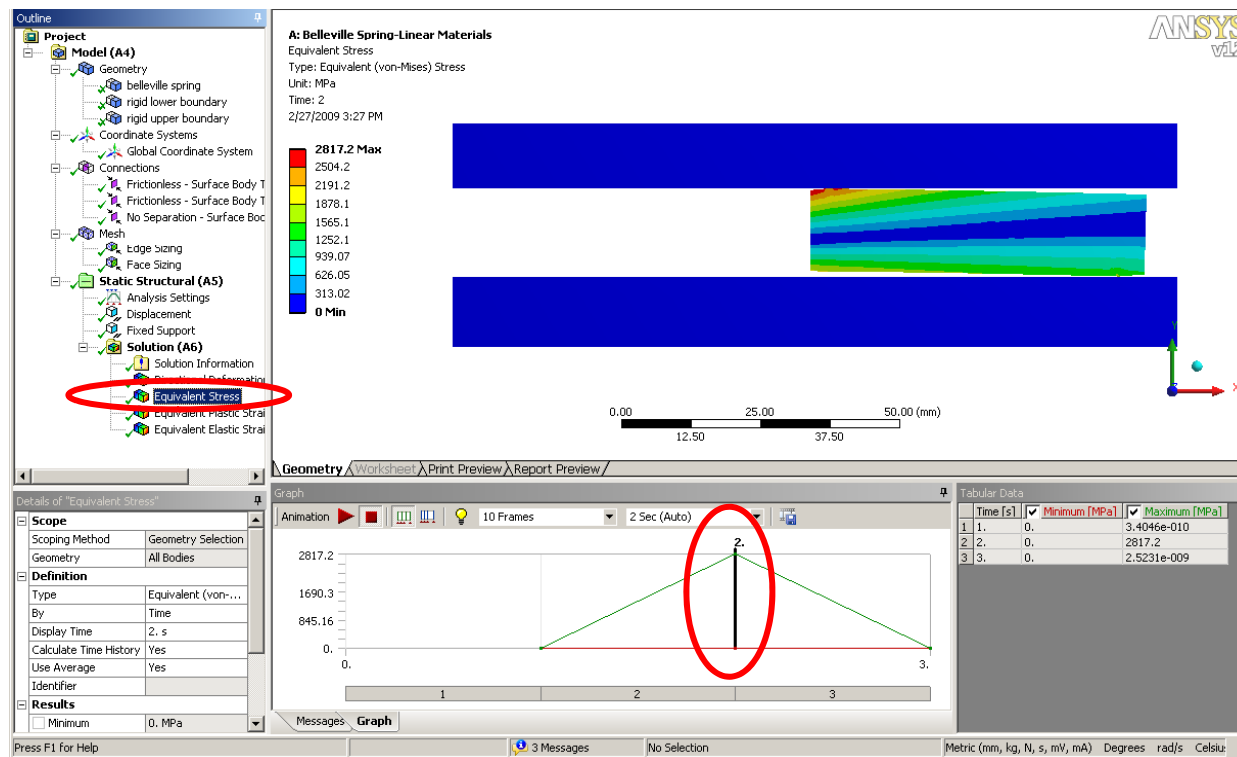 Outline
Project
Model (A4)
Geometry
belleville spring
rigid lower boundary
rigid upper boundary
Coordinate Systems
Global Coordinate System
Connections
Frictionless - Surface Body T
Frictionless - Surface Body T
No Separation - Surface Boc
Mesh
Edge Sizing
Face Sizing
Static Structural (A5)
Analysis Settings
Displacement
Fixed Support
Solution (A6)
Solution Information
Directional Deformation
Equivalent Stress
Equivalent Plastic Strai
Equivalent Elastic Strai
A: Belleville Spring-Linear Materials
Equivalent Stress
Type: Equivalent (von-Mises) Stress
Unit: MPa
Time: 2
2/27/2009 3:27 PM
2817.2 Max
2504.2
2191.2
1878.1
1565.1
1252.1
939.07
626.05
313.02
0 Min
ANSYS
v12
Y
X
0.00 25.00 50.00 (mm)
12.50 37.50
Geometry Worksheet Print Preview Report Preview
Details of "Equivalent Stress"
Scope
Scoping Method Geometry Selection
Geometry All Bodies
Definition
Type Equivalent (von-...
By Time
Display Time 2. s
Calculate Time History Yes
Use Average Yes
Identifier
Results
Minimum 0. MPa
Graph
Animation 10 Frames 2 Sec (Auto)
2.
2817.2
1690.3
845.16
0.
0. 3.
1 2 3
Messages Graph
Tabular Data
Time [s] Minimum [MPa] Maximum [MPa]
1 1. 0. 3.4046e-010
2 2. 0. 2817.2
3 3. 0. 2.5231e-009
Press F1 for Help 3 Messages No Selection Metric (mm, kg, N, s, mV, mA) Degrees rad/s Celsiu